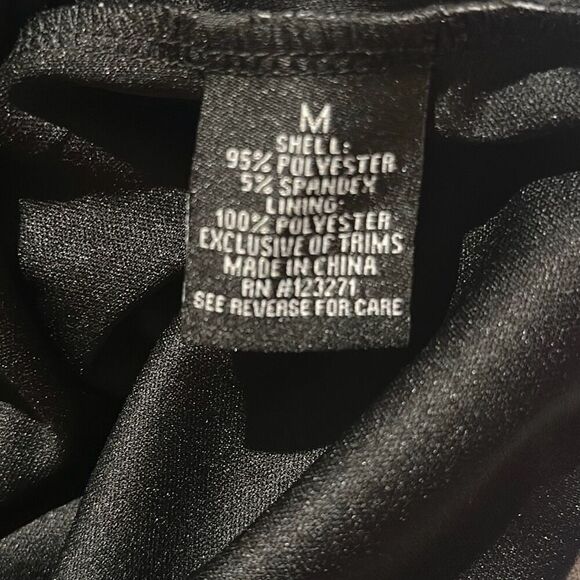 M
SHELL:
95% POLYESTER
5% SPANDEX
LINING:
100% POLYESTER
EXCLUSIVE OF TRIMS
MADE IN CHINA
RN #123271
SEE REVERSE FOR CARE